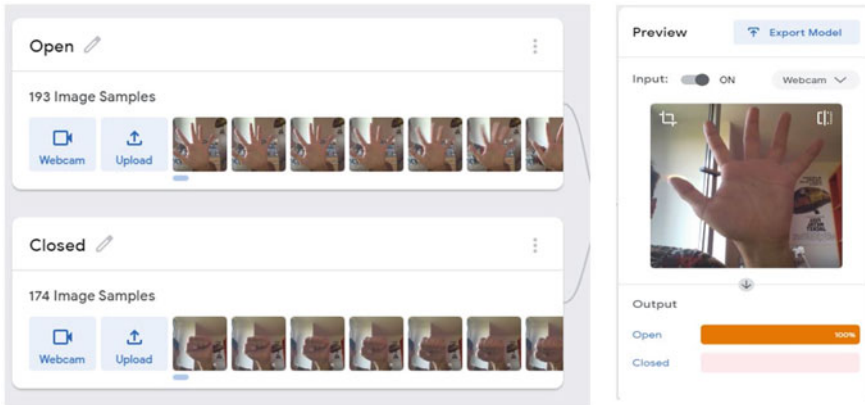 Open
193 Image Samples
Webcam
Upload
Closed
174 Image Samples
Webcam
Upload
Preview
Export Model
Input:
ON
Webcam
Output
Open
100%
Closed